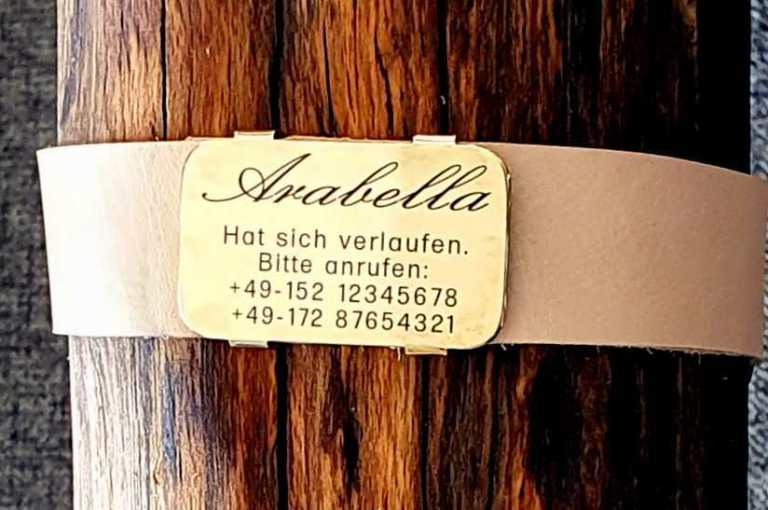 Arabella
Hat sich verlaufen.
Bitte anrufen:
+49-152 12345678
+49-172 87654321